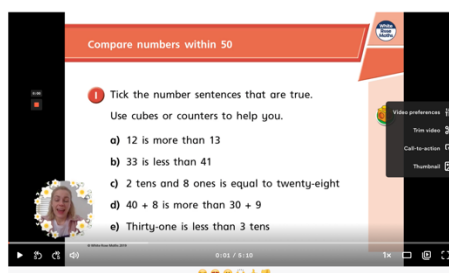 White
Rose
Maths
Compare numbers within 50
1 Tick the number sentences that are true.
Use cubes or counters to help you.
a) 12 is more than 13
b) 33 is less than 41
c) 2 tens and 8 ones is equal to twenty-eight
d) 40 + 8 is more than 30 + 9
e) Thirty-one is less than 3 tens
Video preferences
Trim video
Call-to-action
Thumbnail
0:01 / 5:10
1x